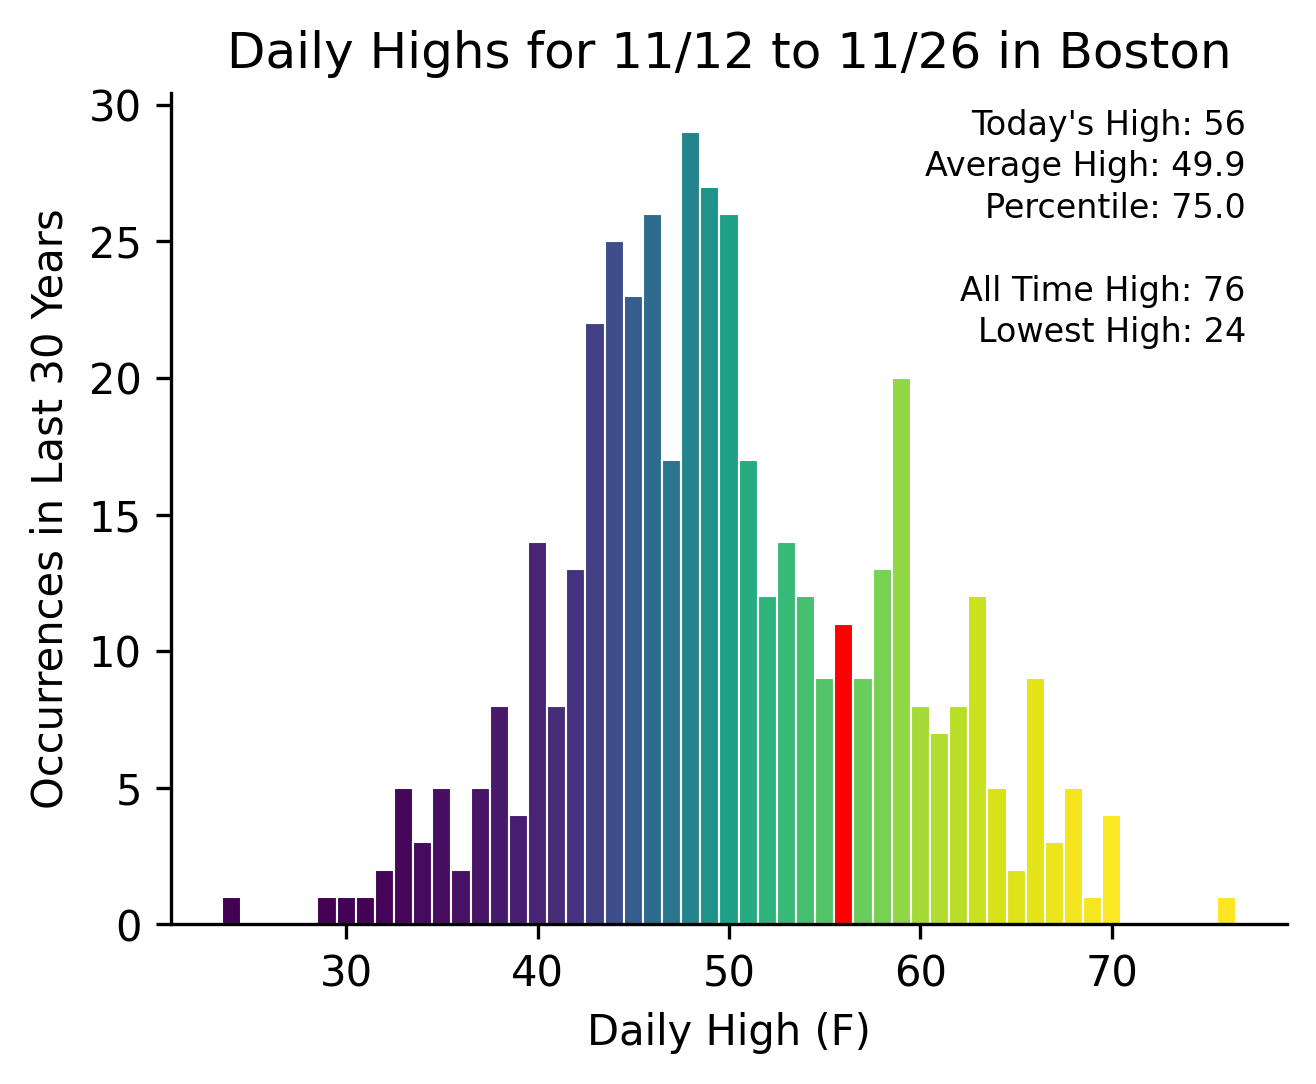 Daily Highs for 11/12 to 11/26 in Boston
Today's High: 56
Average High: 49.9
Percentile: 75.0
All Time High: 76
Lowest High: 24
Occurrences in Last 30 Years
30
25
20
15
10
5
0
30 40 50 60 70
Daily High (F)